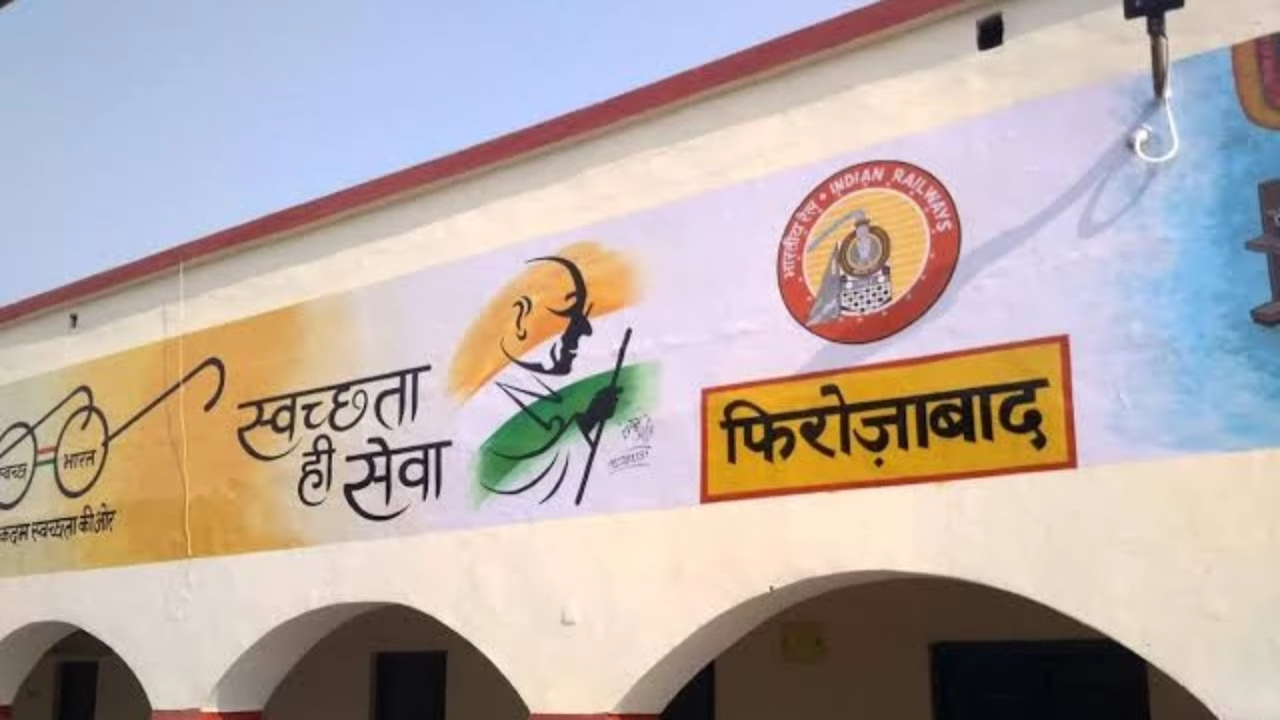 स्वच्छ भारत
कदम स्वच्छता की ओर
स्वच्छता
ही सेवा
भारतीय रेल • INDIAN RAILWAYS
फिरोज़ाबाद